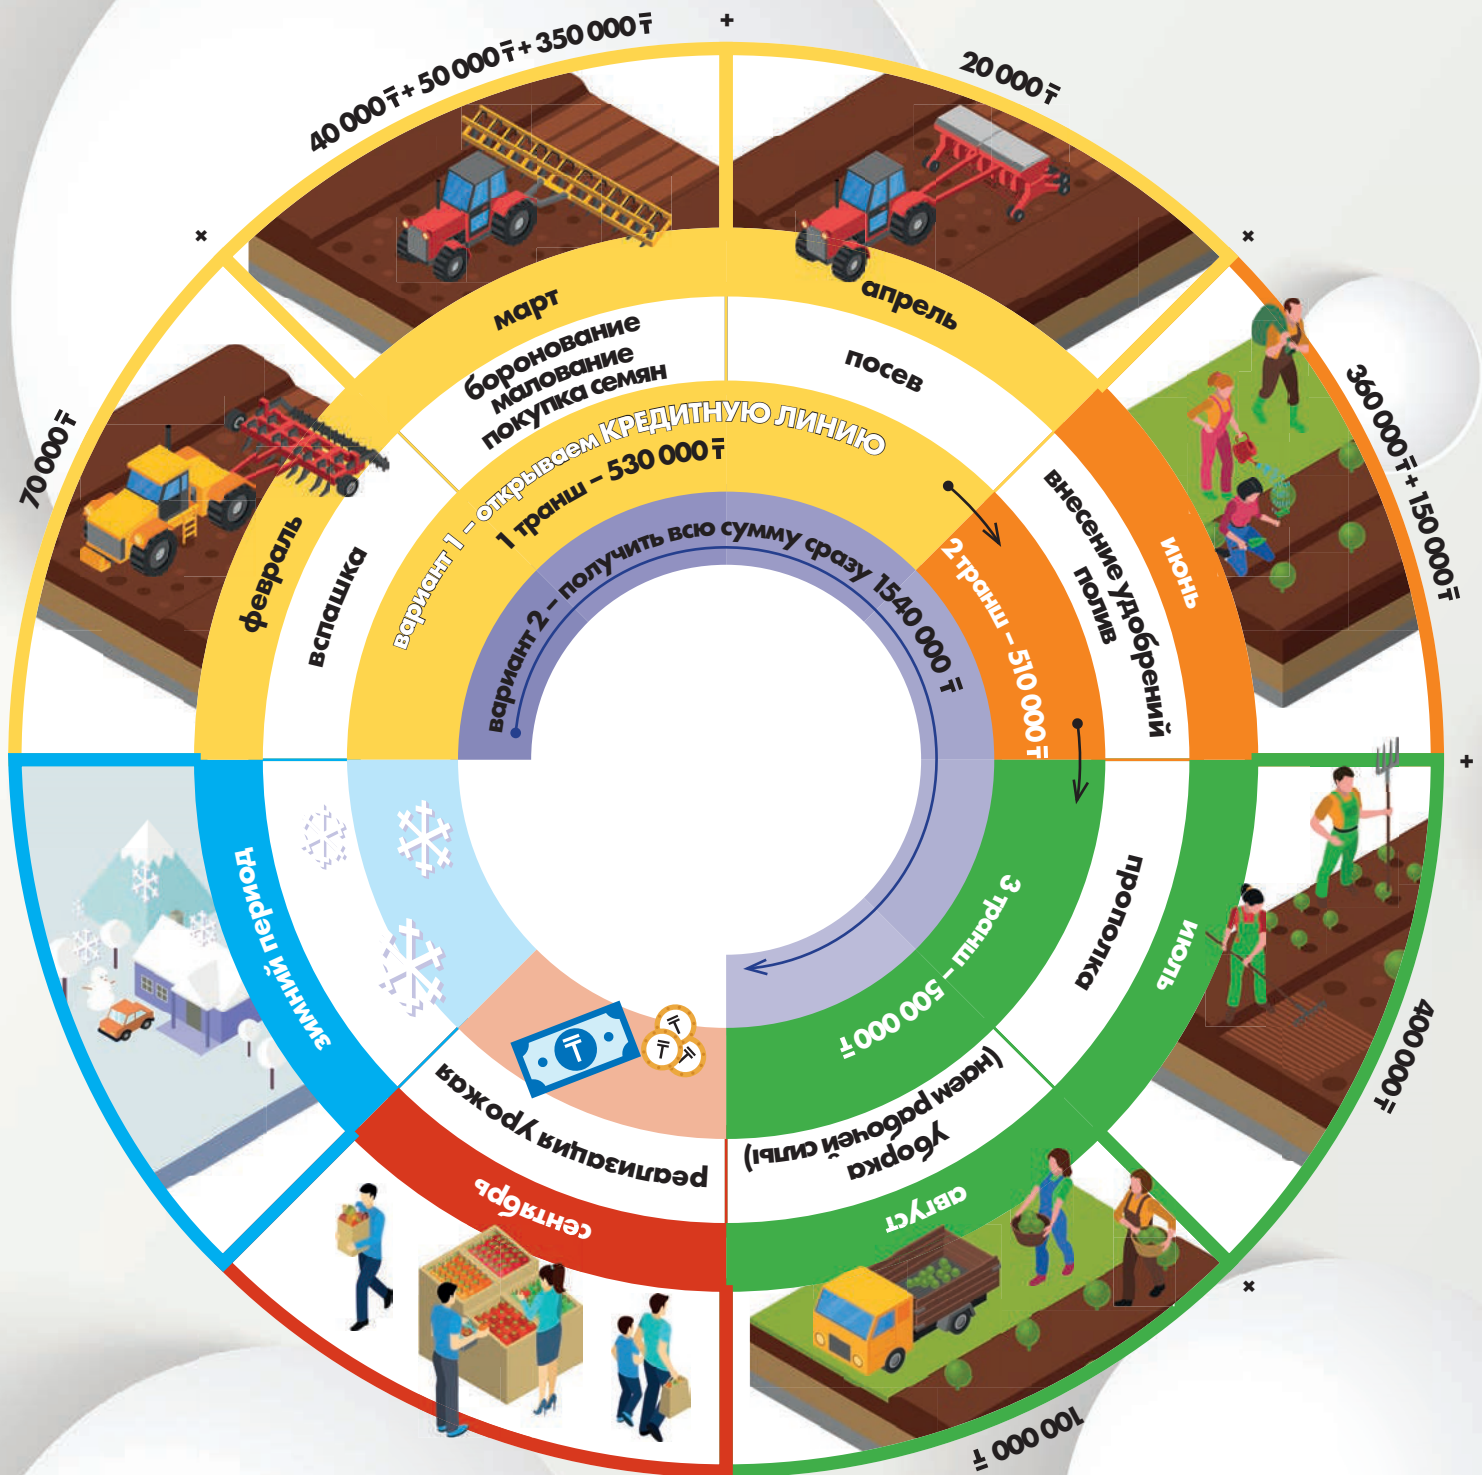 40 000 ₸ + 50 000 ₸ + 350 000 ₸
+
20 000 ₸
×
×
70 000 ₸
360 000 ₸ + 150 000 ₸
+
400 000 ₸
×
100 000 ₸
февраль
вспашка
март
боронование
малование
покупка семян
апрель
посев
июнь
внесение удобрений
полив
июль
прополка
август
уборка
(наем рабочей силы)
сентябрь
реализация урожая
зимний период
вариант 1 – открываем КРЕДИТНУЮ ЛИНИЮ
1 транш – 530 000 ₸
2 транш – 510 000 ₸
3 транш – 500 000 ₸
вариант 2 – получить всю сумму сразу 1540 000 ₸
₸
₸
₸
₸